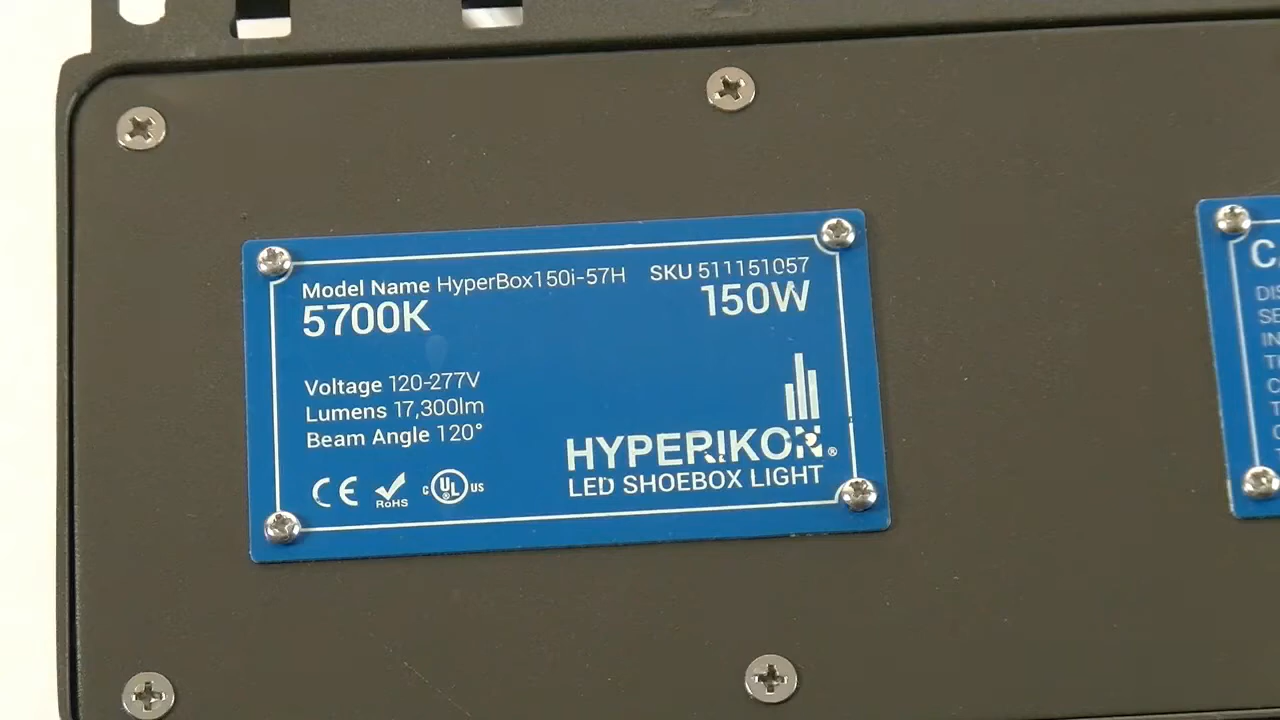 Model Name HyperBox150i-57H SKU 511151057
5700K 150W
Voltage 120-277V
Lumens 17,300lm
Beam Angle 120°
HYPERIKON®
LED SHOEBOX LIGHT
CE RoHS c UL us